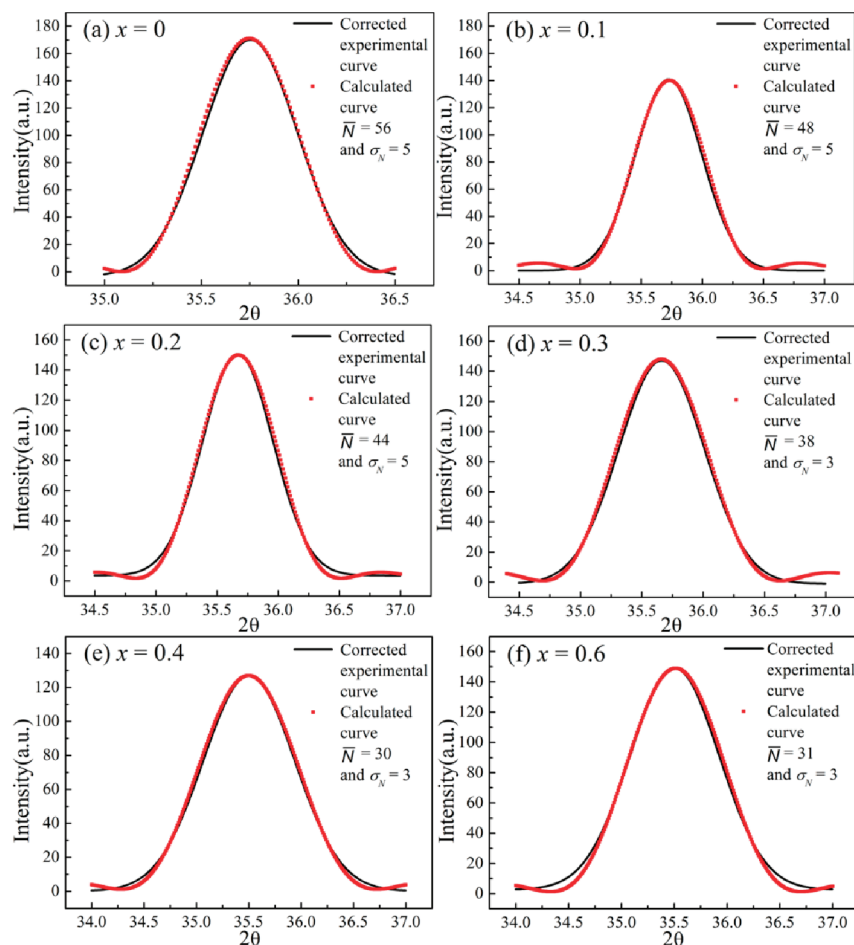 (a) x = 0
Corrected
experimental
curve
Calculated
curve
N̅ = 56
and σN = 5
Intensity(a.u.)
180
160
140
120
100
80
60
40
20
0
35.0 35.5 36.0 36.5
2θ
(b) x = 0.1
Corrected
experimental
curve
Calculated
curve
N̅ = 48
and σN = 5
Intensity(a.u.)
200
180
160
140
120
100
80
60
40
20
0
34.5 35.0 35.5 36.0 36.5 37.0
2θ
(c) x = 0.2
Corrected
experimental
curve
Calculated
curve
N̅ = 44
and σN = 5
Intensity(a.u.)
160
140
120
100
80
60
40
20
0
34.5 35.0 35.5 36.0 36.5 37.0
2θ
(d) x = 0.3
Corrected
experimental
curve
Calculated
curve
N̅ = 38
and σN = 3
Intensity(a.u.)
160
140
120
100
80
60
40
20
0
34.5 35.0 35.5 36.0 36.5 37.0
2θ
(e) x = 0.4
Corrected
experimental
curve
Calculated
curve
N̅ = 30
and σN = 3
Intensity(a.u.)
140
120
100
80
60
40
20
0
34.0 34.5 35.0 35.5 36.0 36.5 37.0
2θ
(f) x = 0.6
Corrected
experimental
curve
Calculated
curve
N̅ = 31
and σN = 3
Intensity(a.u.)
160
140
120
100
80
60
40
20
0
34.0 34.5 35.0 35.5 36.0 36.5 37.0
2θ